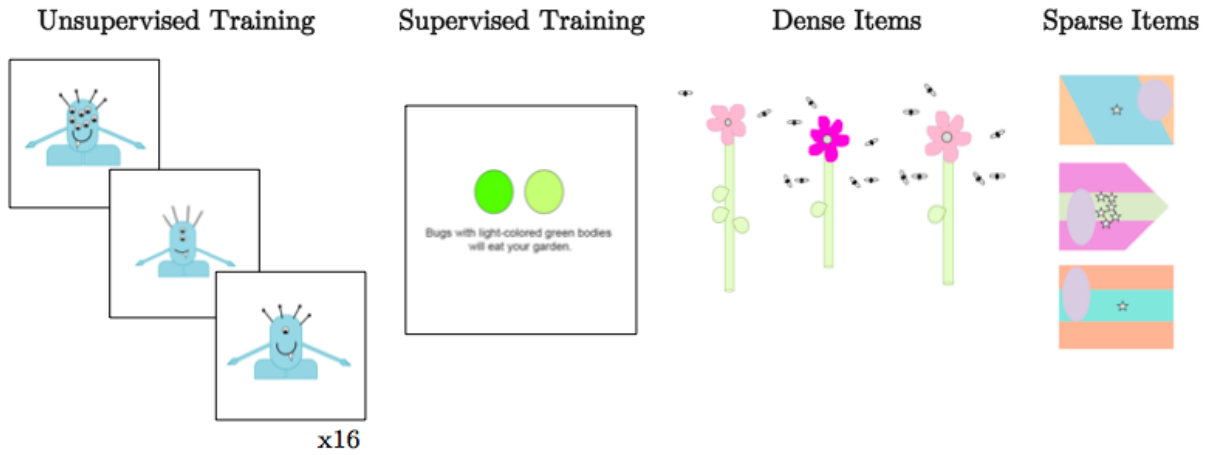 Unsupervised Training
Supervised Training
Dense Items
Sparse Items
Bugs with light-colored green bodies
will eat your garden.
x16